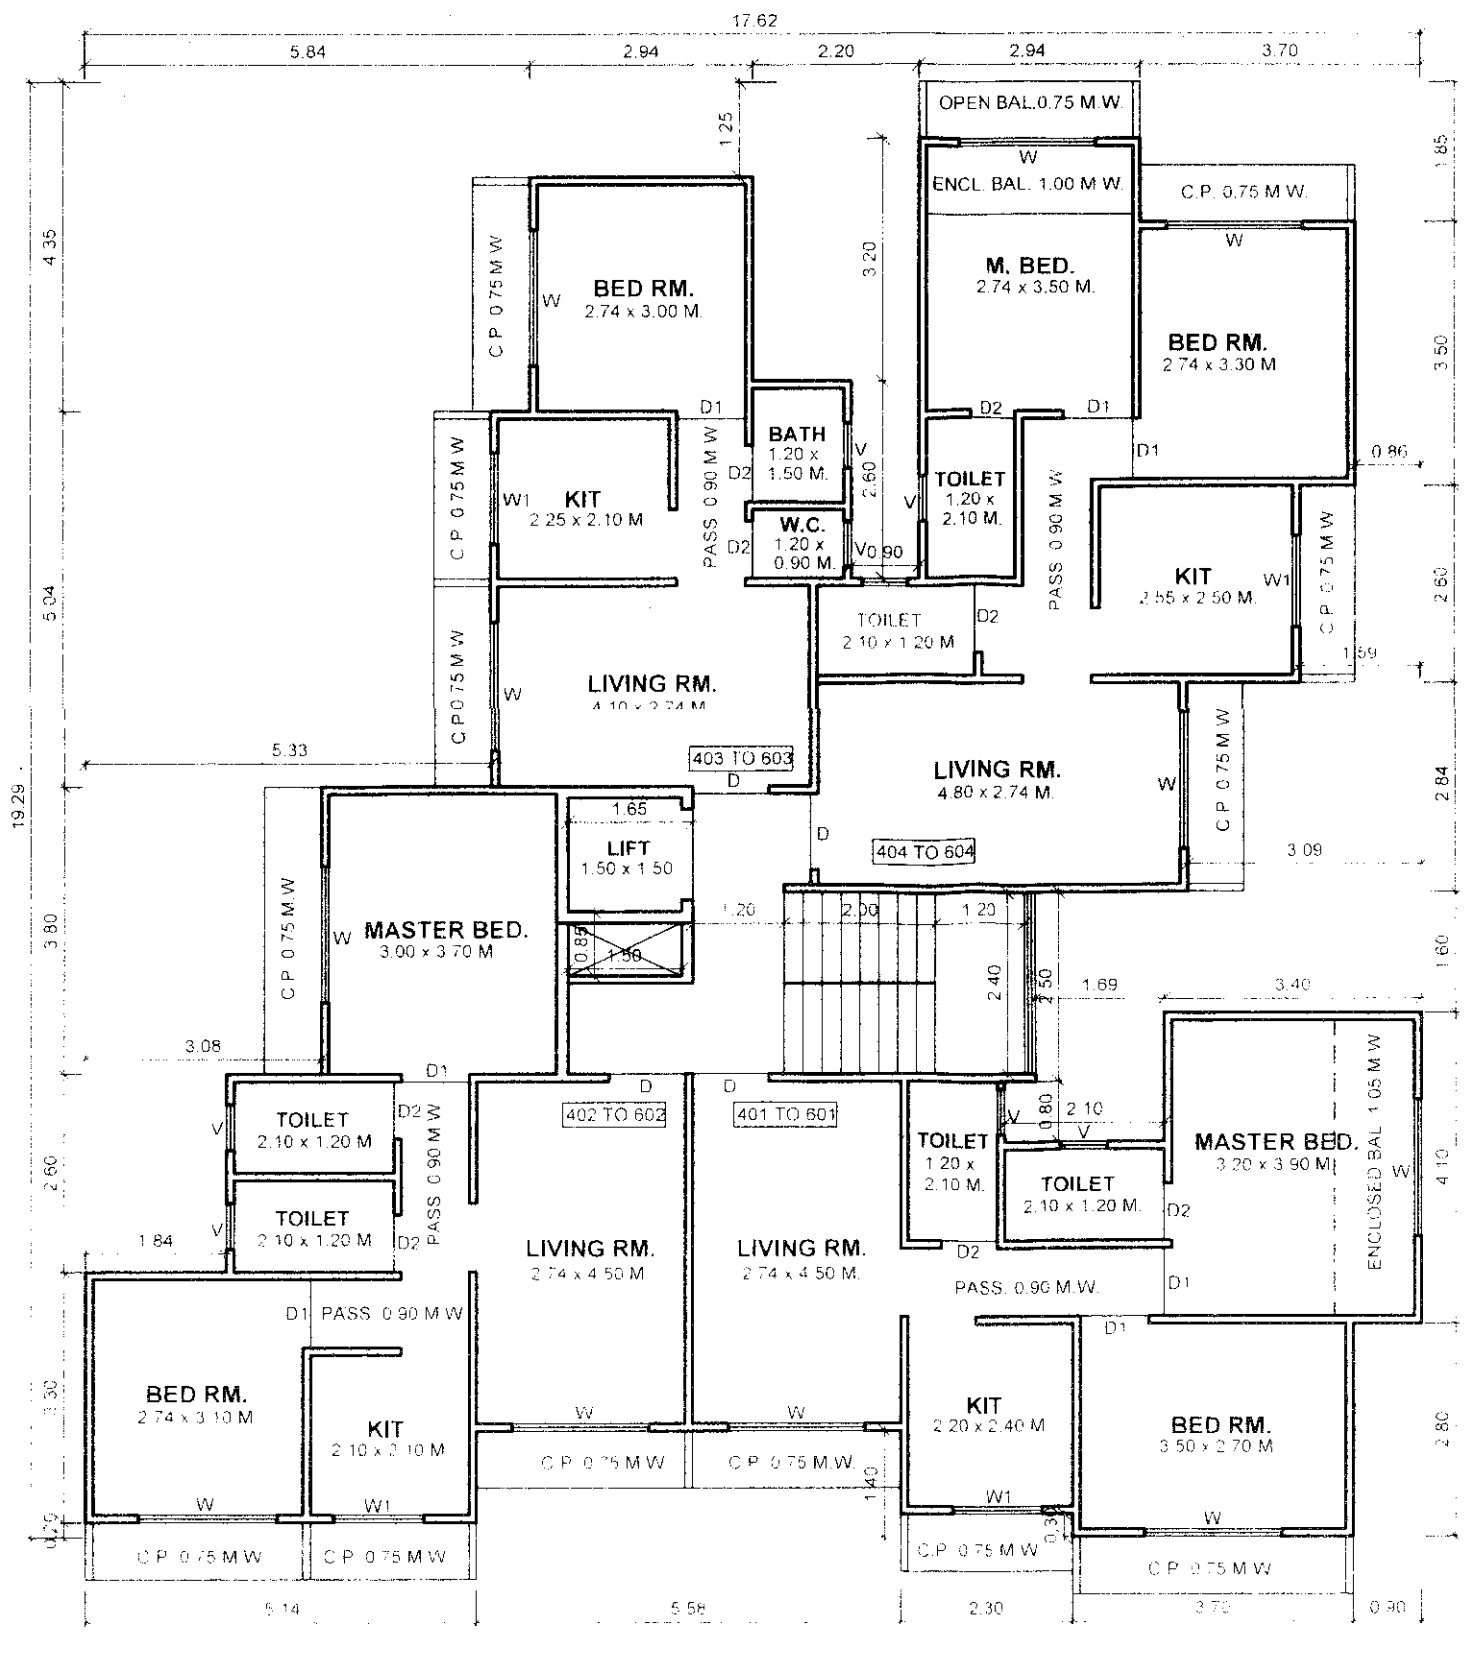 17.62
5.84 2.94 2.20 2.94 3.70
OPEN BAL.0.75 M.W.
1.25
W
ENCL. BAL. 1.00 M W.
C.P. 0.75 M W.
1.85
W
4.35
C P 0 75 M W
W
BED RM.
2.74 x 3.00 M.
3.20
M. BED.
2.74 x 3.50 M.
BED RM.
2 74 x 3.30 M
3.50
D1
D2
D1
D1
0.86
C P 0.75 M W
W1
KIT
2 25 x 2.10 M
PASS 0.90 M W
D2
BATH
1.20 x
1.50 M.
V
2.60
V
TOILET
1.20 x
2.10 M.
PASS 0.90 M W
D2
W.C.
1.20 x
0.90 M.
V
0.90
KIT
2.55 x 2.50 M.
W1
C P 0.75 M W
2.60
5.04
C P 0 75 M W
W
LIVING RM.
4.10 x 2.74 M
TOILET
2 10 x 1.20 M
D2
1.59
5.33
403 TO 603
D
LIVING RM.
4.80 x 2.74 M.
W
C P 0.75 M W
2.84
19.29
1.65
LIFT
1.50 x 1 50
D
404 TO 604
3.09
C P 0 75 M.W
W
MASTER BED.
3.00 x 3 70 M
3.80
0.85
1.50
1.20 2.00 1.20
2.40
2.50
1.69
3.40
1 60
3.08
D1
D
D
402 TO 602
401 TO 601
V
TOILET
2.10 x 1.20 M
D2
PASS 0 90 M W
TOILET
1 20 x
2.10 M.
V
0.80
2 10
V
MASTER BED.
3.20 x 3.90 M
ENCLOSED BAL 1 05 M W
W
4.10
2 60
V
TOILET
2 10 x 1.20 M
D2
TOILET
2.10 x 1.20 M.
D2
1 84
LIVING RM.
2 74 x 4 50 M
LIVING RM.
2 74 x 4 50 M.
D2
PASS. 0.90 M.W.
D1
D1
PASS 0.90 M W
D1
BED RM.
2 74 x 3 10 M
KIT
W
W
KIT
2 20 x 2.40 M
BED RM.
3 50 x 2 70 M
2 80
C P 0 75 M W
C P 0 75 M.W.
1.40
W
W1
W1
0.30
W
C P 0 75 M W
C P 0 75 M W
C.P 0 75 M W
C P 0 75 M W
5.58
2.30
3 70
0 90